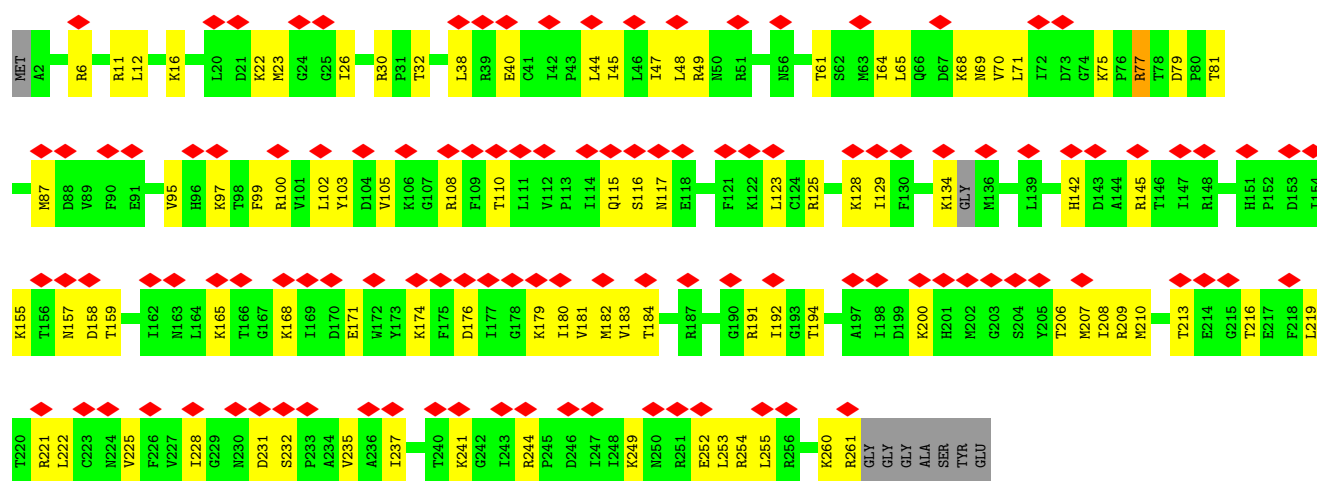 MET A2 R6 R11 L12 K16 L20 D21 K22 M23 G24 G25 I26 R30 P31 T32 L38 R39 E40 C41 I42 P43 L44 I45 L46 I47 L48 R49 N50 R51 N56 T61 S62 M63 I64 L65 Q66 D67 K68 N69 V70 L71 I72 D73 G74 K75 P76 R77 T78 D79 P80 T81
M87 D88 V89 F90 E91 V95 H96 K97 T98 F99 R100 V101 L102 Y103 D104 V105 K106 G107 R108 F109 T110 L111 V112 P113 I114 Q115 S116 N117 E118 F121 K122 L123 C124 R125 K128 I129 F130 K134 GLY M136 L139 H142 D143 A144 R145 T146 I147 R148 H151 P152 D153 I154
K155 T156 N157 D158 T159 I162 N163 L164 K165 T166 G167 K168 I169 D170 E171 W172 Y173 K174 F175 D176 I177 G178 K179 I180 V181 M182 V183 T184 R187 G190 R191 I192 G193 T194 A197 I198 D199 K200 H201 M202 G203 S204 Y205 T206 M207 I208 R209 M210 T213 E214 G215 T216 E217 F218 L219
T220 R221 L222 C223 N224 V225 F226 V227 I228 G229 N230 D231 S232 P233 A234 V235 A236 I237 T240 K241 G242 I243 R244 P245 D246 I247 I248 K249 N250 R251 E252 L253 R254 L255 R256 K260 R261 GLY GLY GLY ALA SER TYR GLU